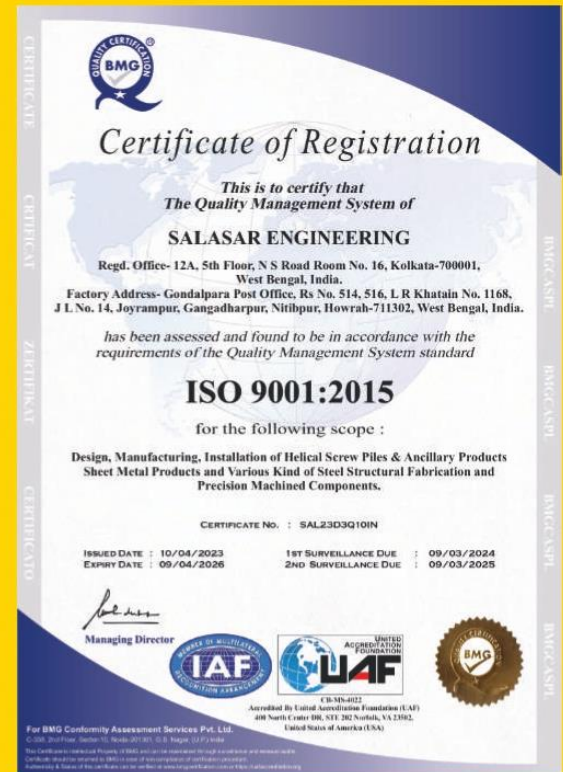 QUALITY CERTIFICATION
BMG
Certificate of Registration
This is to certify that
The Quality Management System of
SALASAR ENGINEERING
Regd. Office- 12A, 5th Floor, N S Road Room No. 16, Kolkata-700001,
West Bengal, India.
Factory Address- Gondalpara Post Office, Rs No. 514, 516, L R Khatain No. 1168,
J L No. 14, Joyrampur, Gangadharpur, Nitibpur, Howrah-711302, West Bengal, India.
has been assessed and found to be in accordance with the
requirements of the Quality Management System standard
ISO 9001:2015
for the following scope :
Design, Manufacturing, Installation of Helical Screw Piles & Ancillary Products
Sheet Metal Products and Various Kind of Steel Structural Fabrication and
Precision Machined Components.
CERTIFICATE NO. : SAL23D3Q10IN
ISSUED DATE : 10/04/2023 1ST SURVEILLANCE DUE : 09/03/2024
EXPIRY DATE : 09/04/2026 2ND SURVEILLANCE DUE : 09/03/2025
Managing Director
MEMBER OF MULTILATERAL
IAF
RECOGNITION ARRANGEMENT
UNITED
ACCREDITATION
FOUNDATION
UAF
CB-MS-4022
Accredited By United Accreditation Foundation (UAF)
400 North Center DR, STE 202 Norfolk, VA 23502,
United States of America (USA)
QUALITY CERTIFICATION
BMG
For BMG Conformity Assessment Services Pvt. Ltd.
CERTIFICATE
CERTIFICAT
ZERTIFIKAT
CERTIFICATO
BMGCASPL
BMGCASPL
BMGCASPL
BMGCASPL